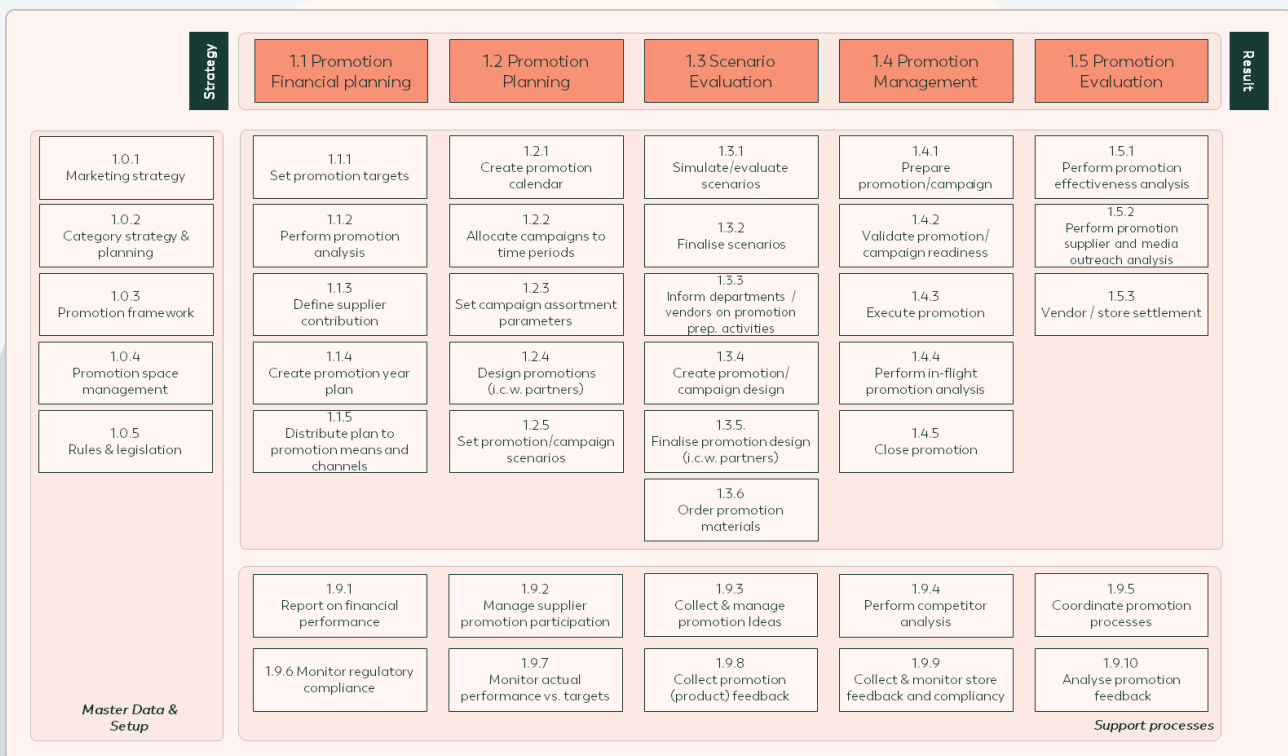 Strategy
1.1 Promotion
Financial planning
1.2 Promotion
Planning
1.3 Scenario
Evaluation
1.4 Promotion
Management
1.5 Promotion
Evaluation
Result
1.0.1
Marketing strategy
1.0.2
Category strategy &
planning
1.0.3
Promotion framework
1.0.4
Promotion space
management
1.0.5
Rules & legislation
Master Data &
Setup
1.1.1
Set promotion targets
1.1.2
Perform promotion
analysis
1.1.3
Define supplier
contribution
1.1.4
Create promotion year
plan
1.1.5
Distribute plan to
promotion means and
channels
1.2.1
Create promotion
calendar
1.2.2
Allocate campaigns to
time periods
1.2.3
Set campaign assortment
parameters
1.2.4
Design promotions
(i.c.w. partners)
1.2.5
Set promotion/campaign
scenarios
1.3.1
Simulate/evaluate
scenarios
1.3.2
Finalise scenarios
1.3.3
Inform departments /
vendors on promotion
prep. activities
1.3.4
Create promotion/
campaign design
1.3.5.
Finalise promotion design
(i.c.w. partners)
1.3.6
Order promotion
materials
1.4.1
Prepare
promotion/campaign
1.4.2
Validate promotion/
campaign readiness
1.4.3
Execute promotion
1.4.4
Perform in-flight
promotion analysis
1.4.5
Close promotion
1.5.1
Perform promotion
effectiveness analysis
1.5.2
Perform promotion
supplier and media
outreach analysis
1.5.3
Vendor / store settlement
1.9.1
Report on financial
performance
1.9.2
Manage supplier
promotion participation
1.9.3
Collect & manage
promotion Ideas
1.9.4
Perform competitor
analysis
1.9.5
Coordinate promotion
processes
1.9.6 Monitor regulatory
compliance
1.9.7
Monitor actual
performance vs. targets
1.9.8
Collect promotion
(product) feedback
1.9.9
Collect & monitor store
feedback and compliancy
1.9.10
Analyse promotion
feedback
Support processes